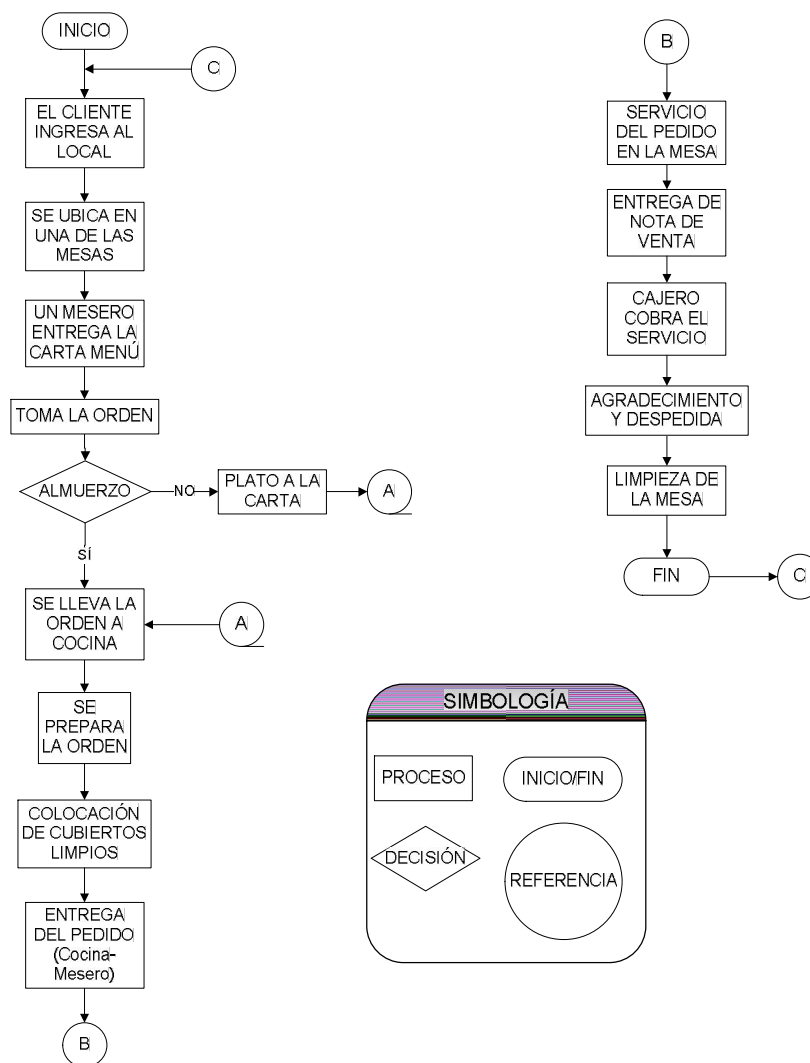 INICIO
C
EL CLIENTE
INGRESA AL
LOCAL
SE UBICA EN
UNA DE LAS
MESAS
UN MESERO
ENTREGA LA
CARTA MENÚ
TOMA LA ORDEN
ALMUERZO
NO
PLATO A LA
CARTA
A
SÍ
SE LLEVA LA
ORDEN A
COCINA
A
SE
PREPARA
LA ORDEN
COLOCACIÓN
DE CUBIERTOS
LIMPIOS
ENTREGA
DEL PEDIDO
(Cocina-
Mesero)
B
B
SERVICIO
DEL PEDIDO
EN LA MESA
ENTREGA DE
NOTA DE
VENTA
CAJERO
COBRA EL
SERVICIO
AGRADECIMIENTO
Y DESPEDIDA
LIMPIEZA DE
LA MESA
FIN
C
SIMBOLOGÍA
PROCESO
INICIO/FIN
DECISIÓN
REFERENCIA